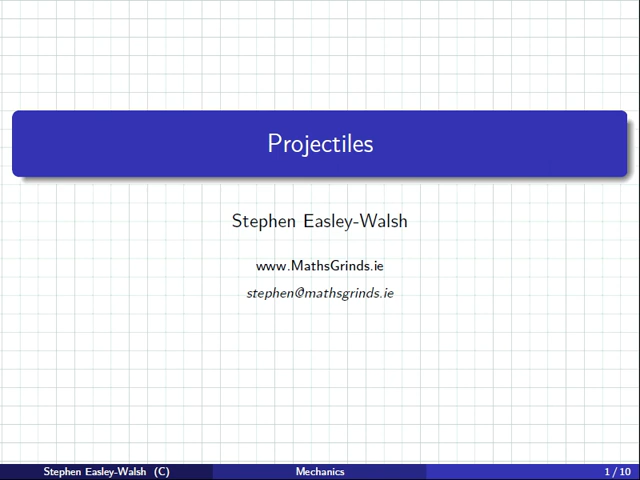 Projectiles
Stephen Easley-Walsh
www.MathsGrinds.ie
stephen@mathsgrinds.ie
Stephen Easley-Walsh (C) Mechanics 1 / 10